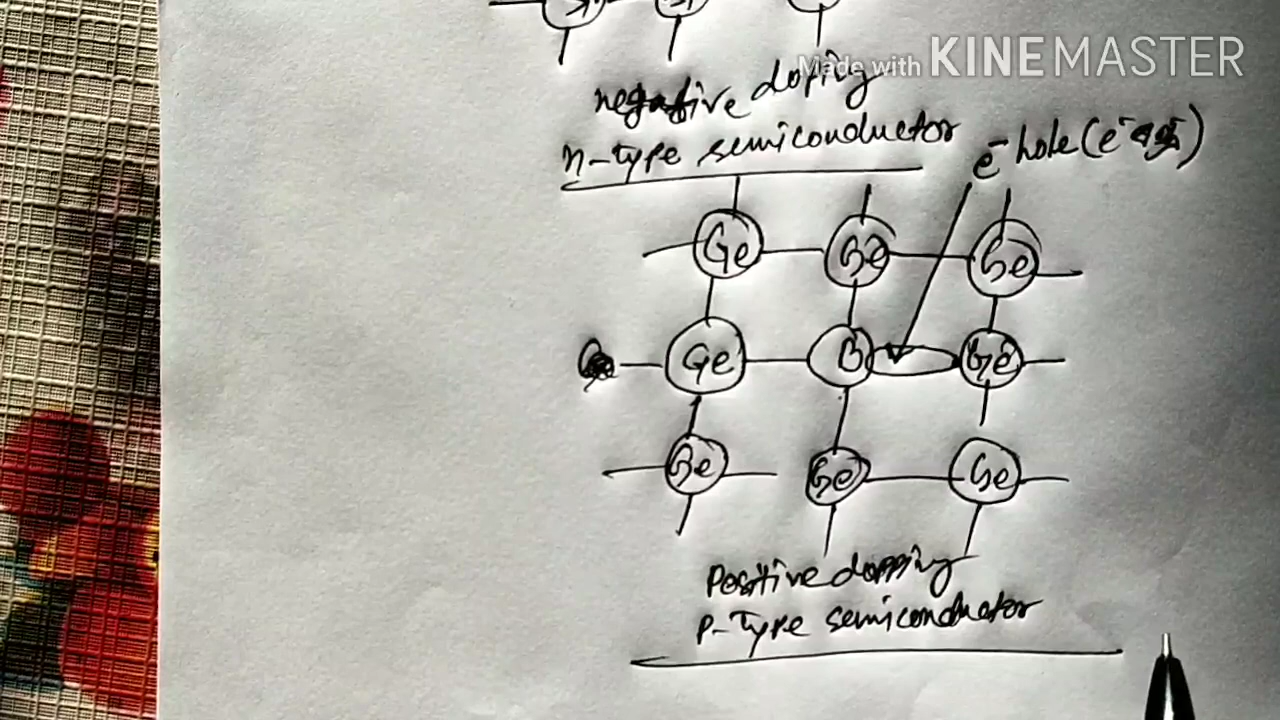 Made with KINEMASTER
negative doping
n-type semiconductor
e⁻ hole (e⁻
Ge Ge Ge
Ge B Ge
Ge Ge Ge
Positive dopping
P-Type semiconductor